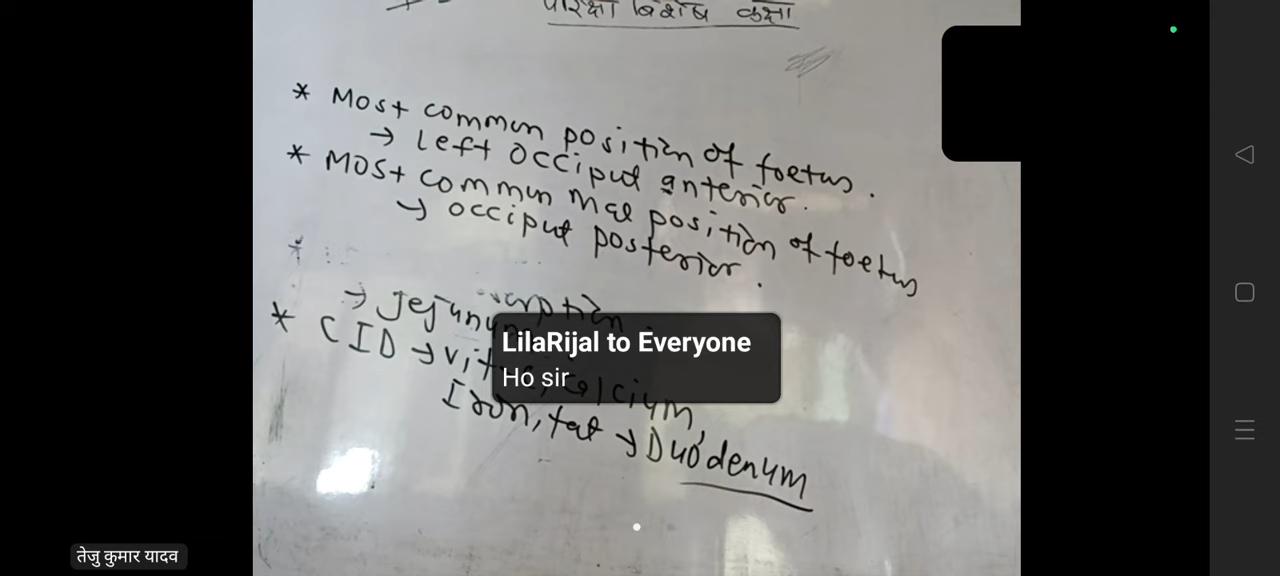 परिक्षा विशेष कक्षा
* Most common position of foetus.
→ Left occiput anterior.
* Most common mal position of foetus
→ occiput posterior.
*
→ Jejunum
* CID → vit , calcium,
Iron, fat → Duodenum
LilaRijal to Everyone
Ho sir
तेजु कुमार यादव